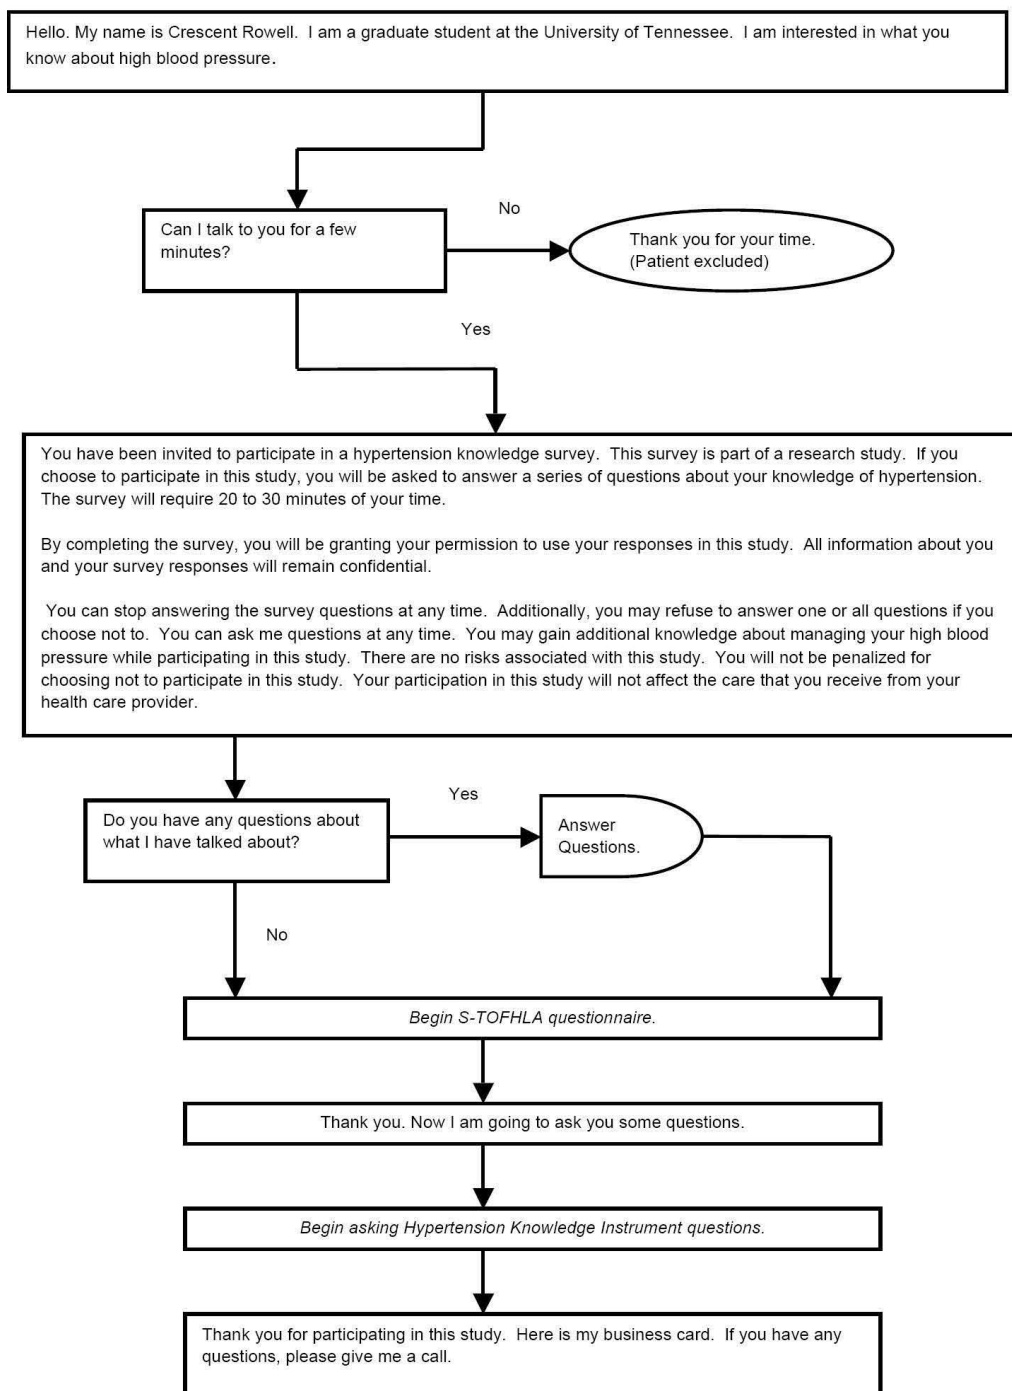 Hello. My name is Crescent Rowell.  I am a graduate student at the University of Tennessee.  I am interested in what you
know about high blood pressure.
Can I talk to you for a few
minutes?
No
Thank you for your time.
(Patient excluded)
Yes
You have been invited to participate in a hypertension knowledge survey.  This survey is part of a research study.  If you
choose to participate in this study, you will be asked to answer a series of questions about your knowledge of hypertension.
The survey will require 20 to 30 minutes of your time.
By completing the survey, you will be granting your permission to use your responses in this study.  All information about you
and your survey responses will remain confidential.
You can stop answering the survey questions at any time.  Additionally, you may refuse to answer one or all questions if you
choose not to.  You can ask me questions at any time.  You may gain additional knowledge about managing your high blood
pressure while participating in this study.  There are no risks associated with this study.  You will not be penalized for
choosing not to participate in this study.  Your participation in this study will not affect the care that you receive from your
health care provider.
Do you have any questions about
what I have talked about?
Yes
Answer
Questions.
No
Begin S-TOFHLA questionnaire.
Thank you. Now I am going to ask you some questions.
Begin asking Hypertension Knowledge Instrument questions.
Thank you for participating in this study.  Here is my business card.  If you have any
questions, please give me a call.